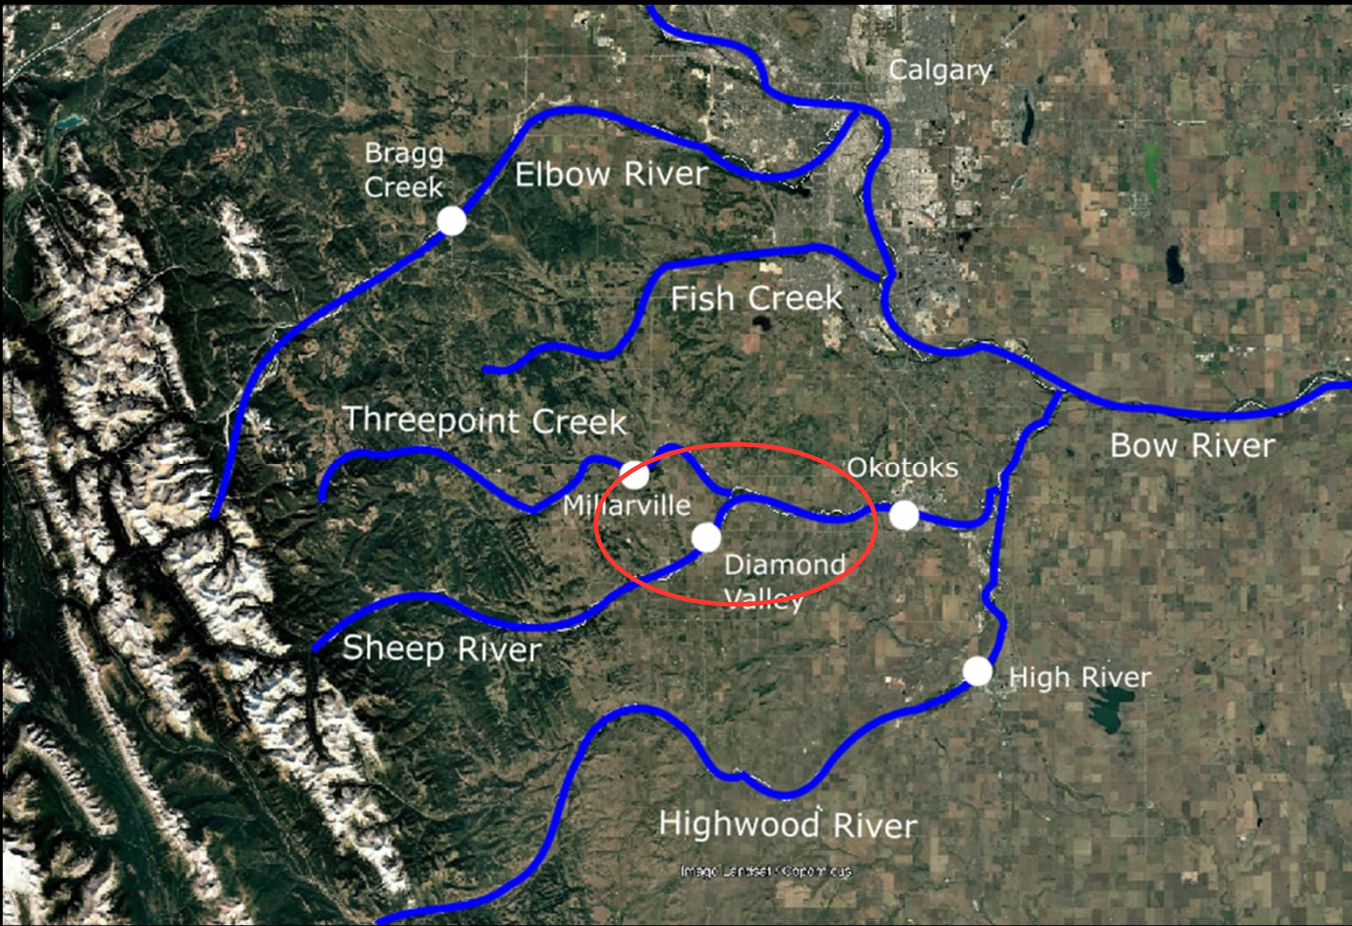 Calgary
Bragg
Creek
Elbow River
Fish Creek
Threepoint Creek
Bow River
Okotoks
Millarville
Diamond
Valley
Sheep River
High River
Highwood River
Image Landsat / Copernicus